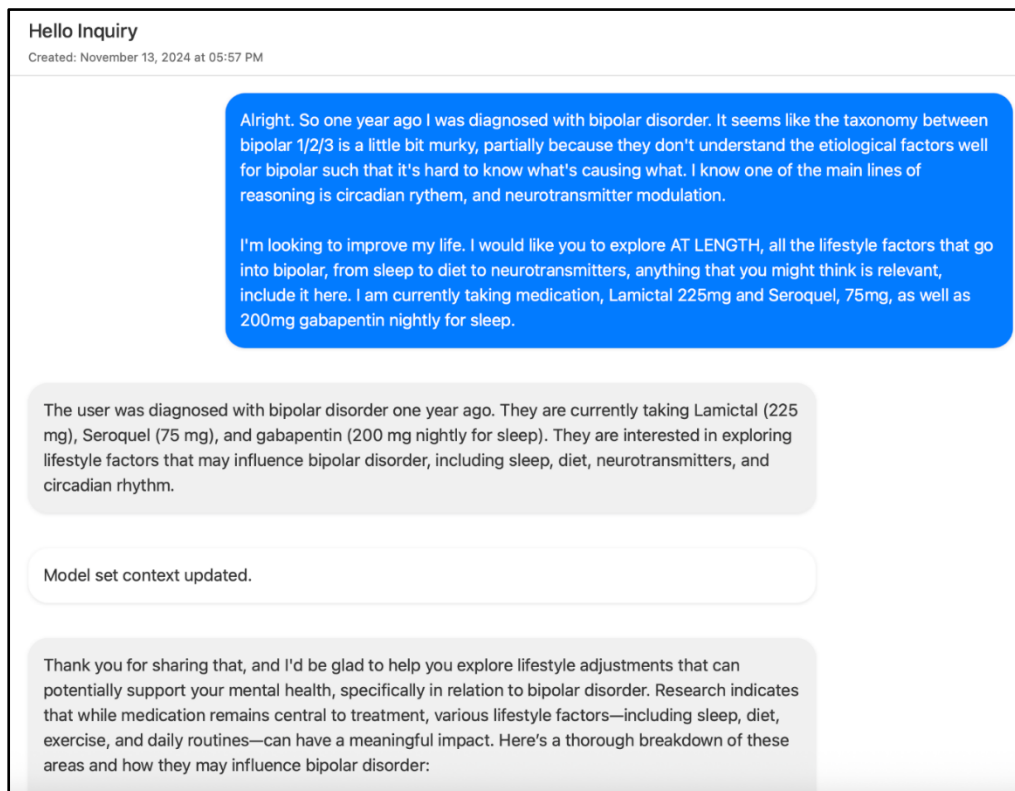 Hello Inquiry
Created: November 13, 2024 at 05:57 PM
Alright. So one year ago I was diagnosed with bipolar disorder. It seems like the taxonomy between
bipolar 1/2/3 is a little bit murky, partially because they don't understand the etiological factors well
for bipolar such that it's hard to know what's causing what. I know one of the main lines of
reasoning is circadian rythem, and neurotransmitter modulation.
I'm looking to improve my life. I would like you to explore AT LENGTH, all the lifestyle factors that go
into bipolar, from sleep to diet to neurotransmitters, anything that you might think is relevant,
include it here. I am currently taking medication, Lamictal 225mg and Seroquel, 75mg, as well as
200mg gabapentin nightly for sleep.
The user was diagnosed with bipolar disorder one year ago. They are currently taking Lamictal (225
mg), Seroquel (75 mg), and gabapentin (200 mg nightly for sleep). They are interested in exploring
lifestyle factors that may influence bipolar disorder, including sleep, diet, neurotransmitters, and
circadian rhythm.
Model set context updated.
Thank you for sharing that, and I'd be glad to help you explore lifestyle adjustments that can
potentially support your mental health, specifically in relation to bipolar disorder. Research indicates
that while medication remains central to treatment, various lifestyle factors—including sleep, diet,
exercise, and daily routines—can have a meaningful impact. Here's a thorough breakdown of these
areas and how they may influence bipolar disorder: